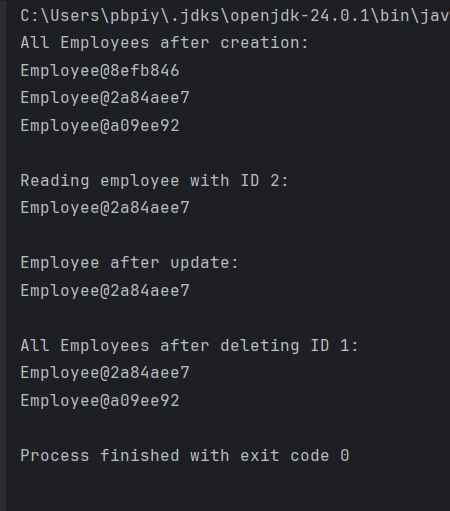 C:\Users\pbpiy\.jdks\openjdk-24.0.1\bin\jav
All Employees after creation:
Employee@8efb846
Employee@2a84aee7
Employee@a09ee92
Reading employee with ID 2:
Employee@2a84aee7
Employee after update:
Employee@2a84aee7
All Employees after deleting ID 1:
Employee@2a84aee7
Employee@a09ee92
Process finished with exit code 0